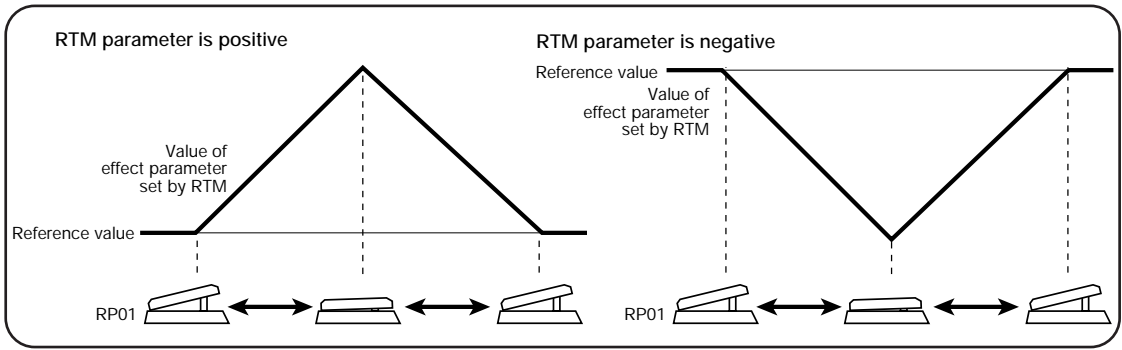 RTM parameter is positive
Value of
effect parameter
set by RTM
Reference value
RP01
RTM parameter is negative
Reference value
Value of
effect parameter
set by RTM
RP01